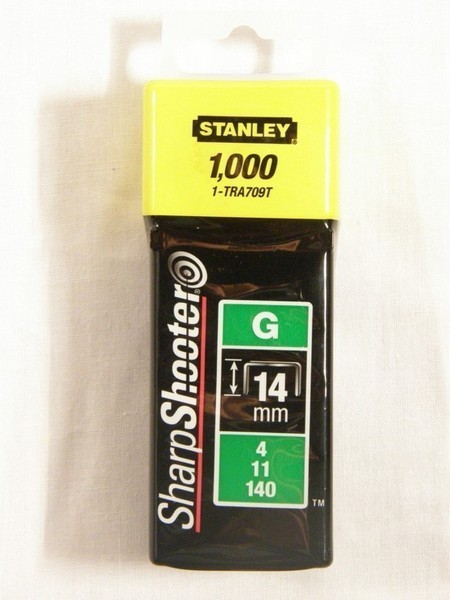 STANLEY
1,000
1-TRA709T
SharpShooter
G
14
mm
4
11
140
TM